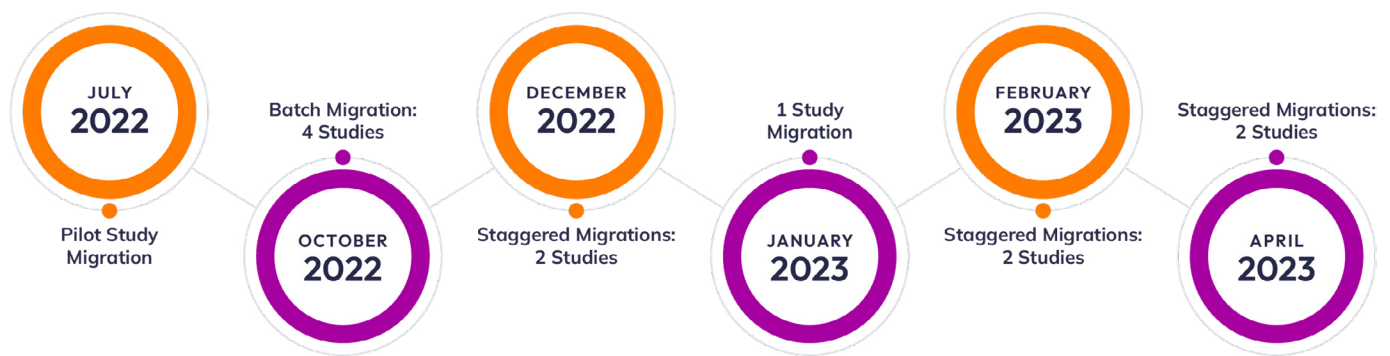 JULY
2022
Pilot Study
Migration
Batch Migration:
4 Studies
OCTOBER
2022
DECEMBER
2022
Staggered Migrations:
2 Studies
1 Study
Migration
JANUARY
2023
FEBRUARY
2023
Staggered Migrations:
2 Studies
Staggered Migrations:
2 Studies
APRIL
2023